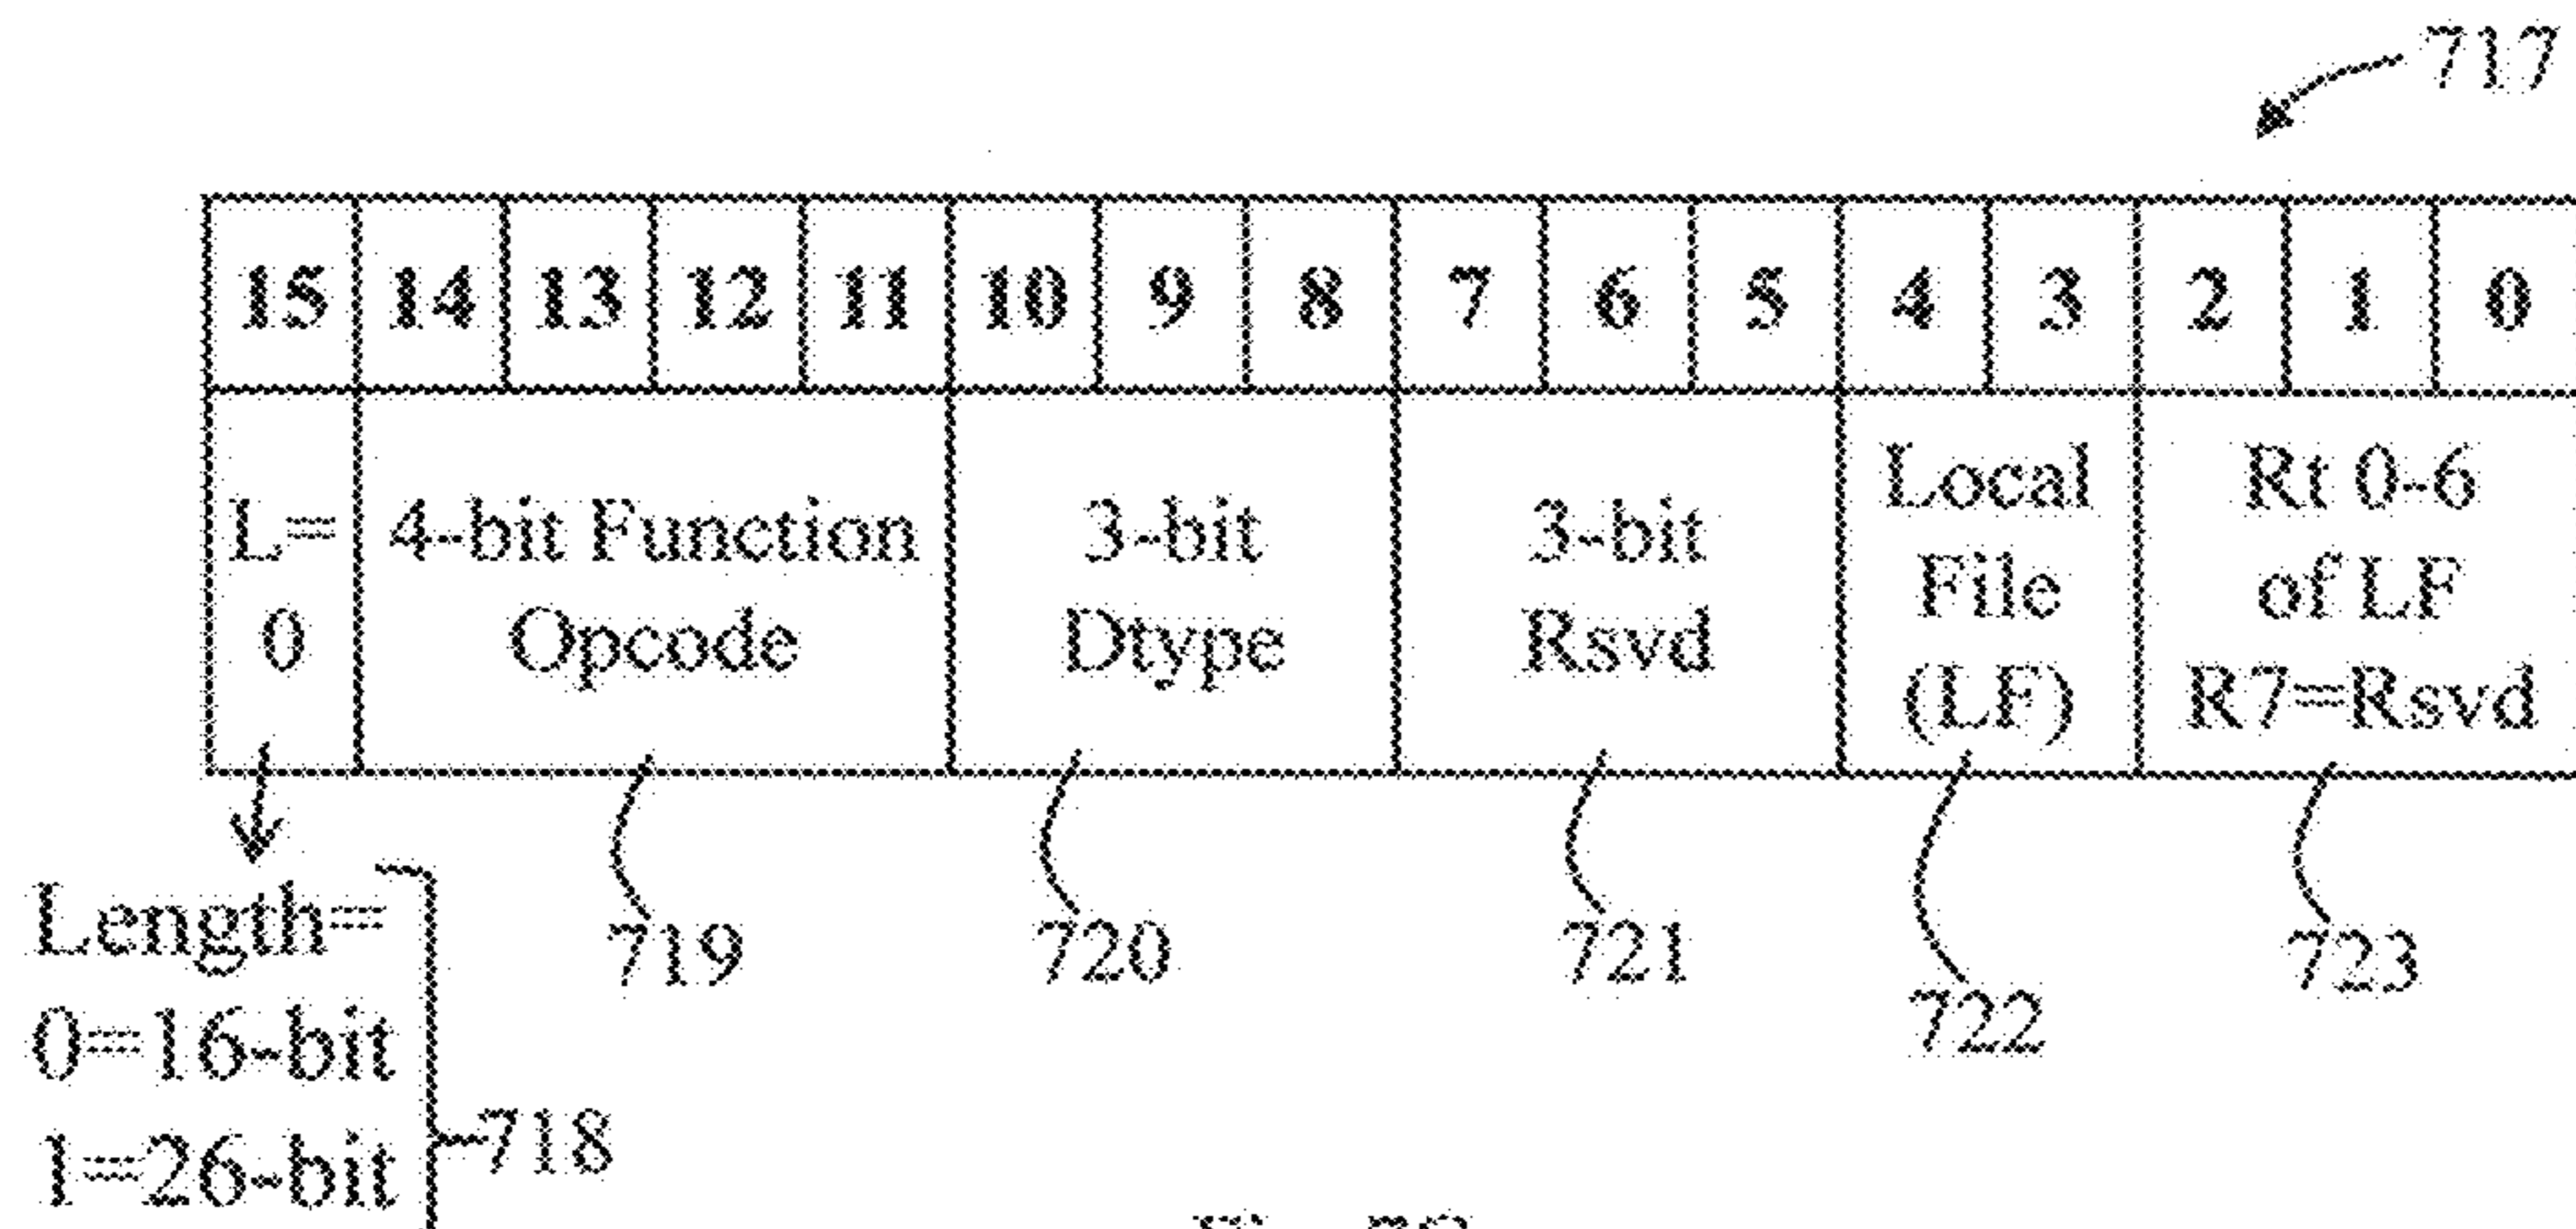 717
15 14 13 12 11 10 9 8 7 6 5 4 3 2 1 0
L=
0
4-bit Function
Opcode
3-bit
Dtype
3-bit
Rsvd
Local
File
(LF)
Rt 0-6
of LF
R7=Rsvd
Length=
0=16-bit
1=26-bit
718
719
720
721
722
723